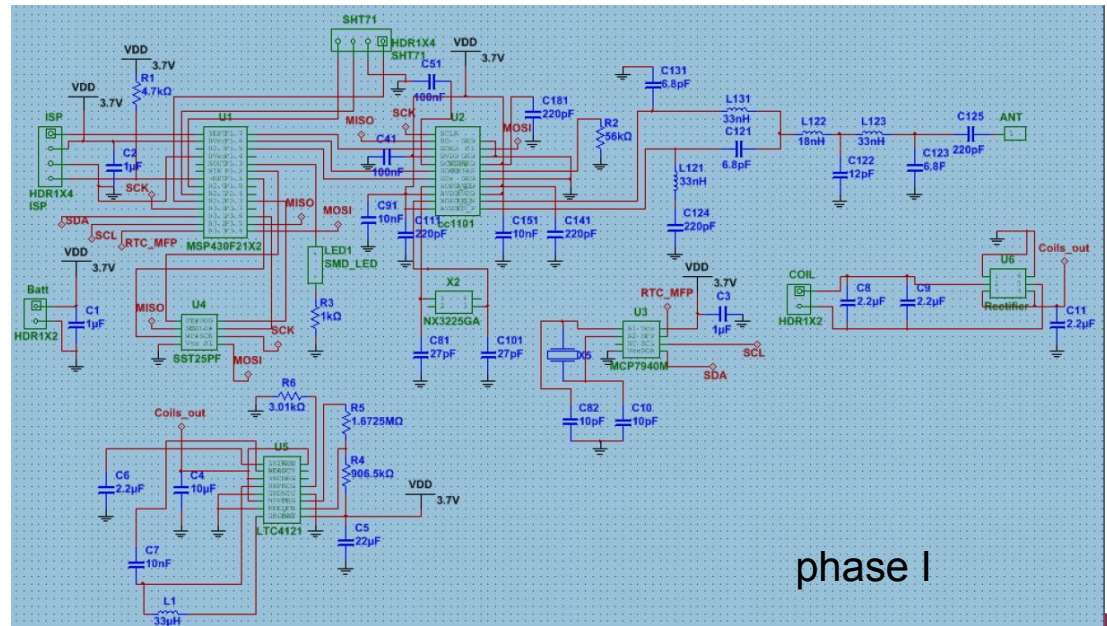 SHT71
HDR1X4
SHT71
VDD
3.7V
R1
4.7kΩ
VDD
3.7V
ISP
HDR1X4
ISP
C2
1µF
SCK
SDA
SCL
RTC_MFP
U1
MSP430F21X2
MISO
MOSI
LED1
SMD_LED
R3
1kΩ
VDD
3.7V
C51
100nF
SCK
MISO
C41
100nF
U2
cc1101
MOSI
C181
220pF
R2
56kΩ
C91
10nF
C111
220pF
C151
10nF
C141
220pF
X2
NX3225GA
C81
27pF
C101
27pF
C131
6.8pF
L131
33nH
C121
6.8pF
L121
33nH
C124
220pF
L122
18nH
L123
33nH
C122
12pF
C123
6.8F
C125
220pF
ANT
1
VDD
3.7V
Batt
HDR1X2
C1
1µF
MISO
U4
SST25PF
SCK
MOSI
VDD
3.7V
RTC_MFP
C3
1µF
U3
MCP7940M
X5
SCL
SDA
C82
10pF
C10
10pF
COIL
HDR1X2
C8
2.2µF
C9
2.2µF
U6
Rectifier
Coils_out
C11
2.2µF
R6
3.01kΩ
R5
1.6725MΩ
R4
906.5kΩ
Coils_out
C6
2.2µF
C4
10µF
U5
LTC4121
VDD
3.7V
C5
22µF
C7
10nF
L1
33µH
phase I